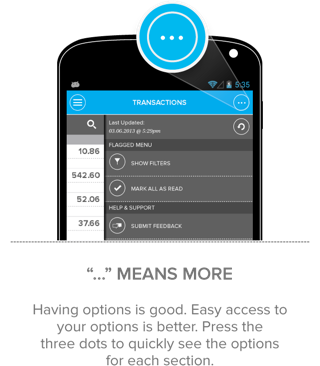 ...
5:35
TRANSACTIONS
...
Last Updated:
03.06.2013 @ 5:29pm
FLAGGED MENU
10.86
SHOW FILTERS
542.60
MARK ALL AS READ
52.06
HELP & SUPPORT
37.66
SUBMIT FEEDBACK
“...” MEANS MORE
Having options is good. Easy access to
your options is better. Press the
three dots to quickly see the options
for each section.